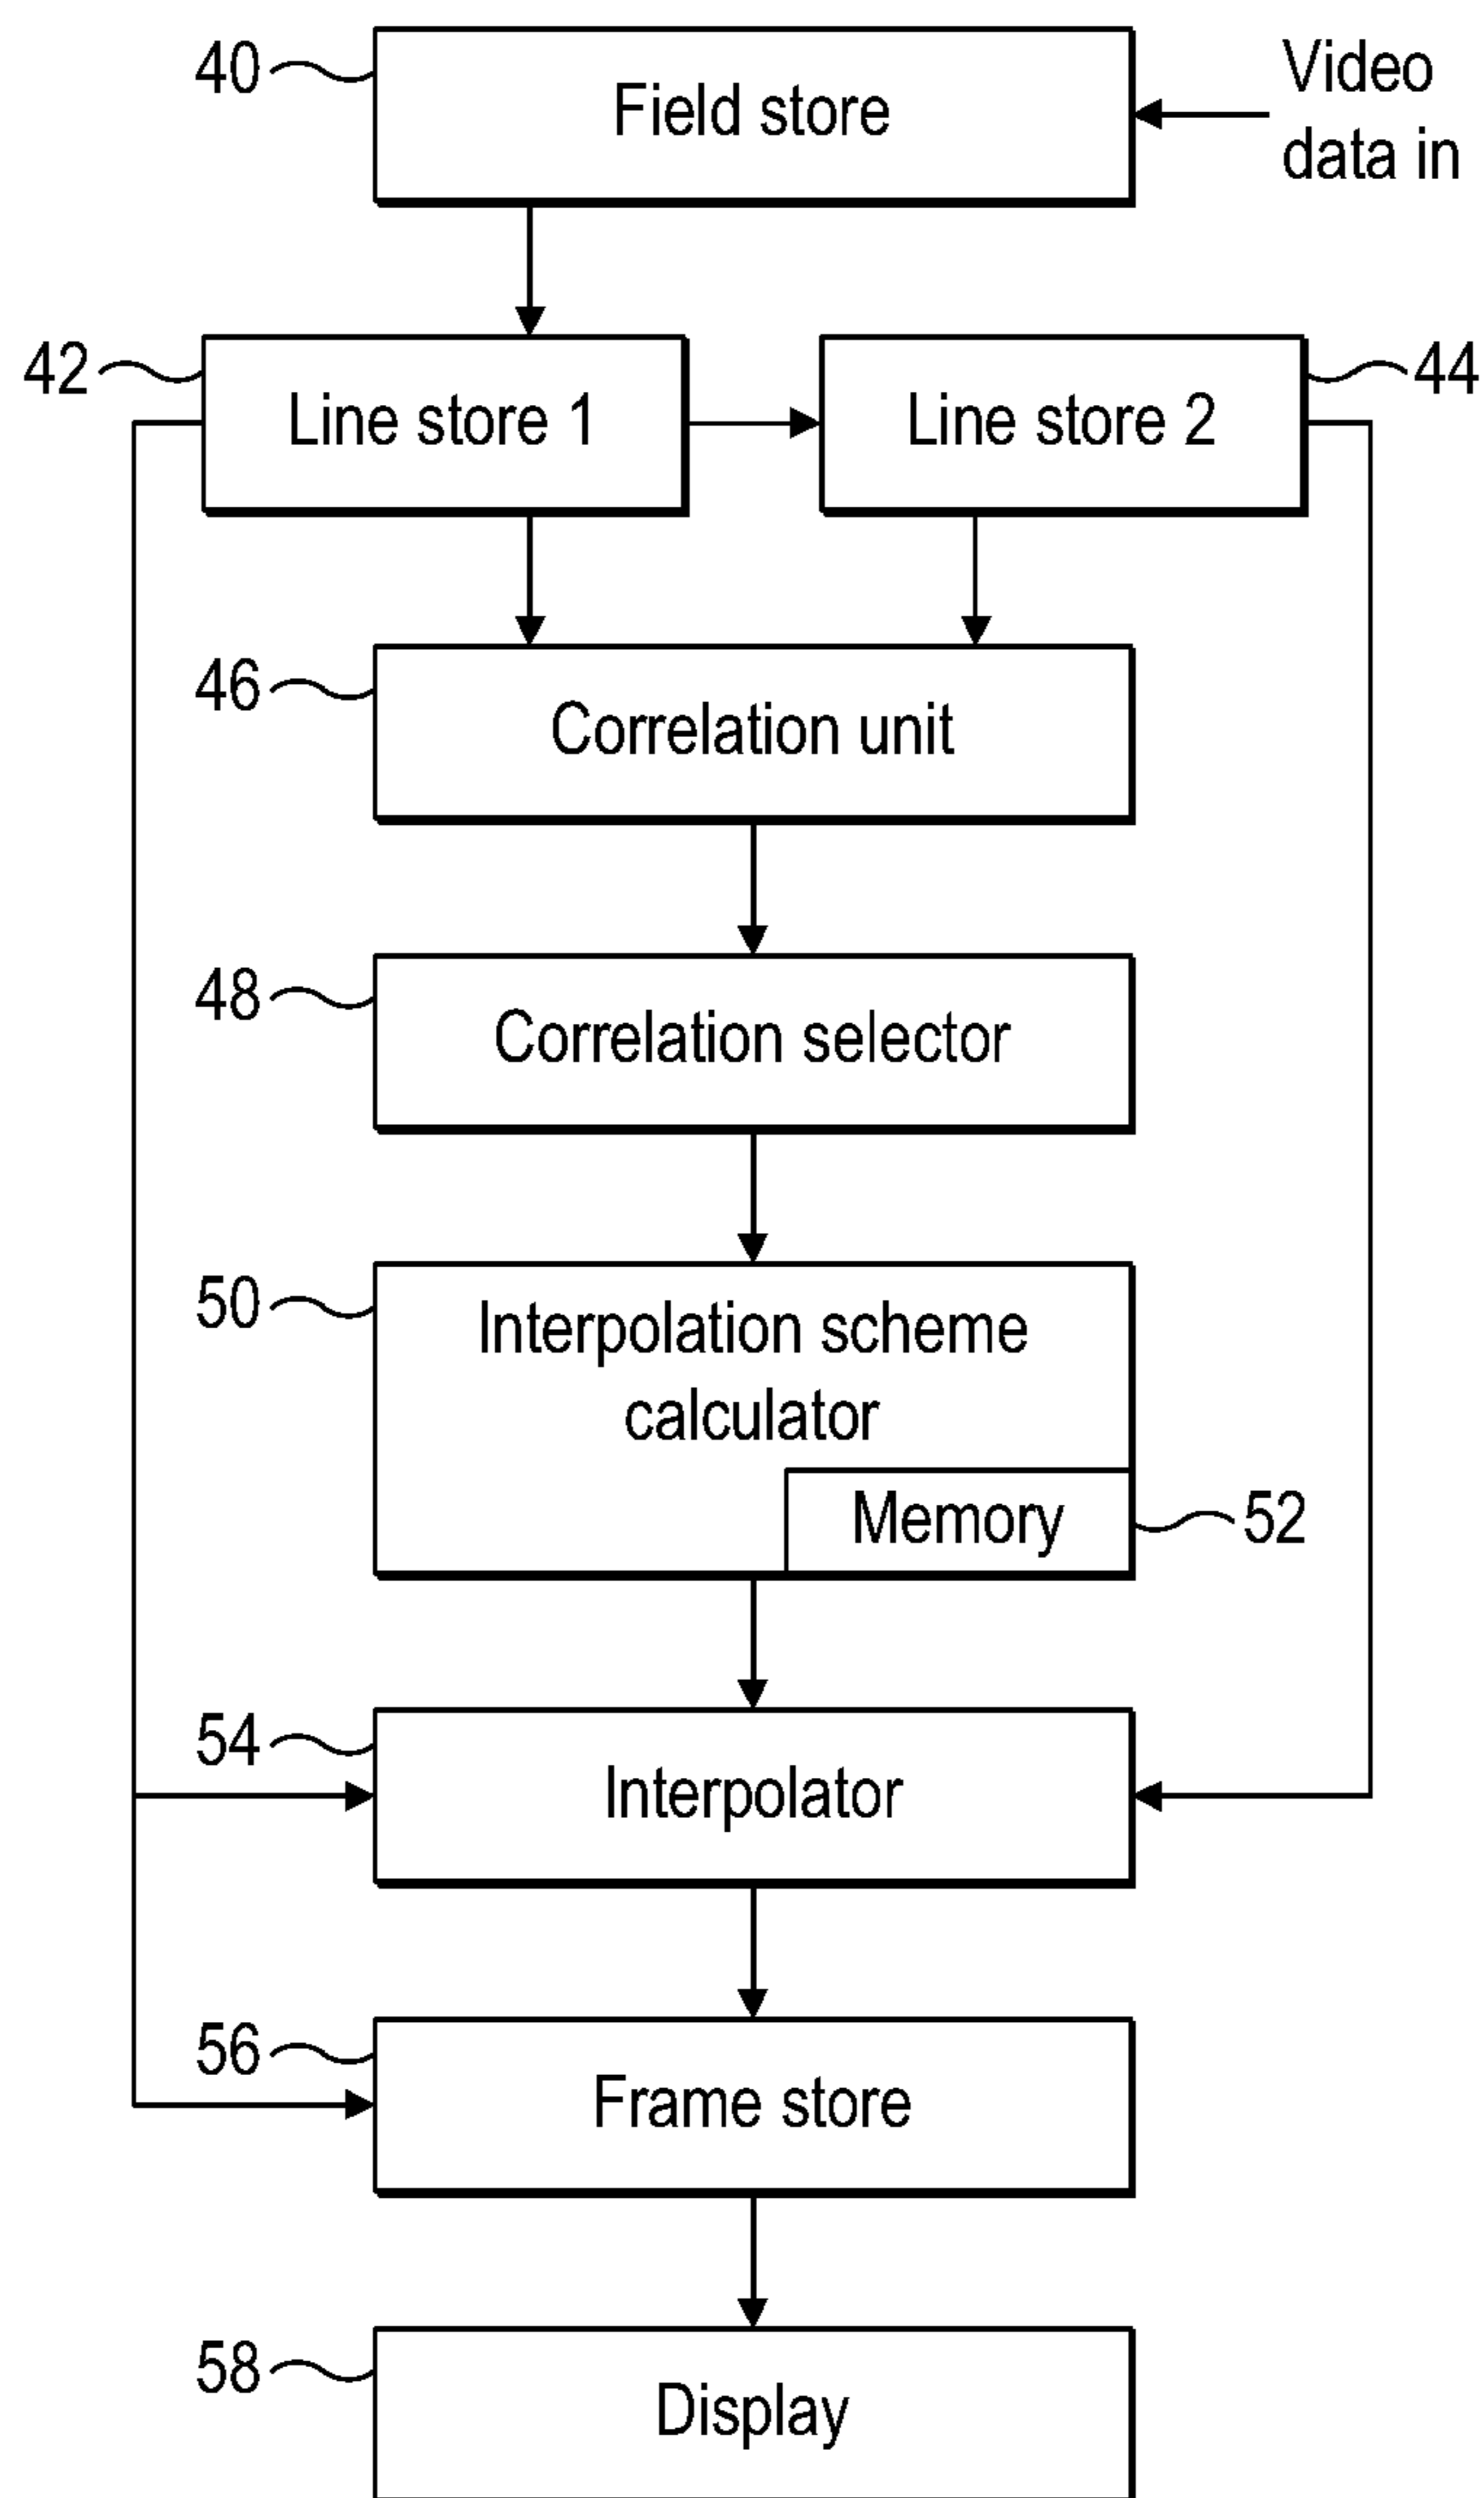 40
Field store
Video
data in
42
Line store 1
Line store 2
44
46
Correlation unit
48
Correlation selector
50
Interpolation scheme
calculator
Memory
52
54
Interpolator
56
Frame store
58
Display